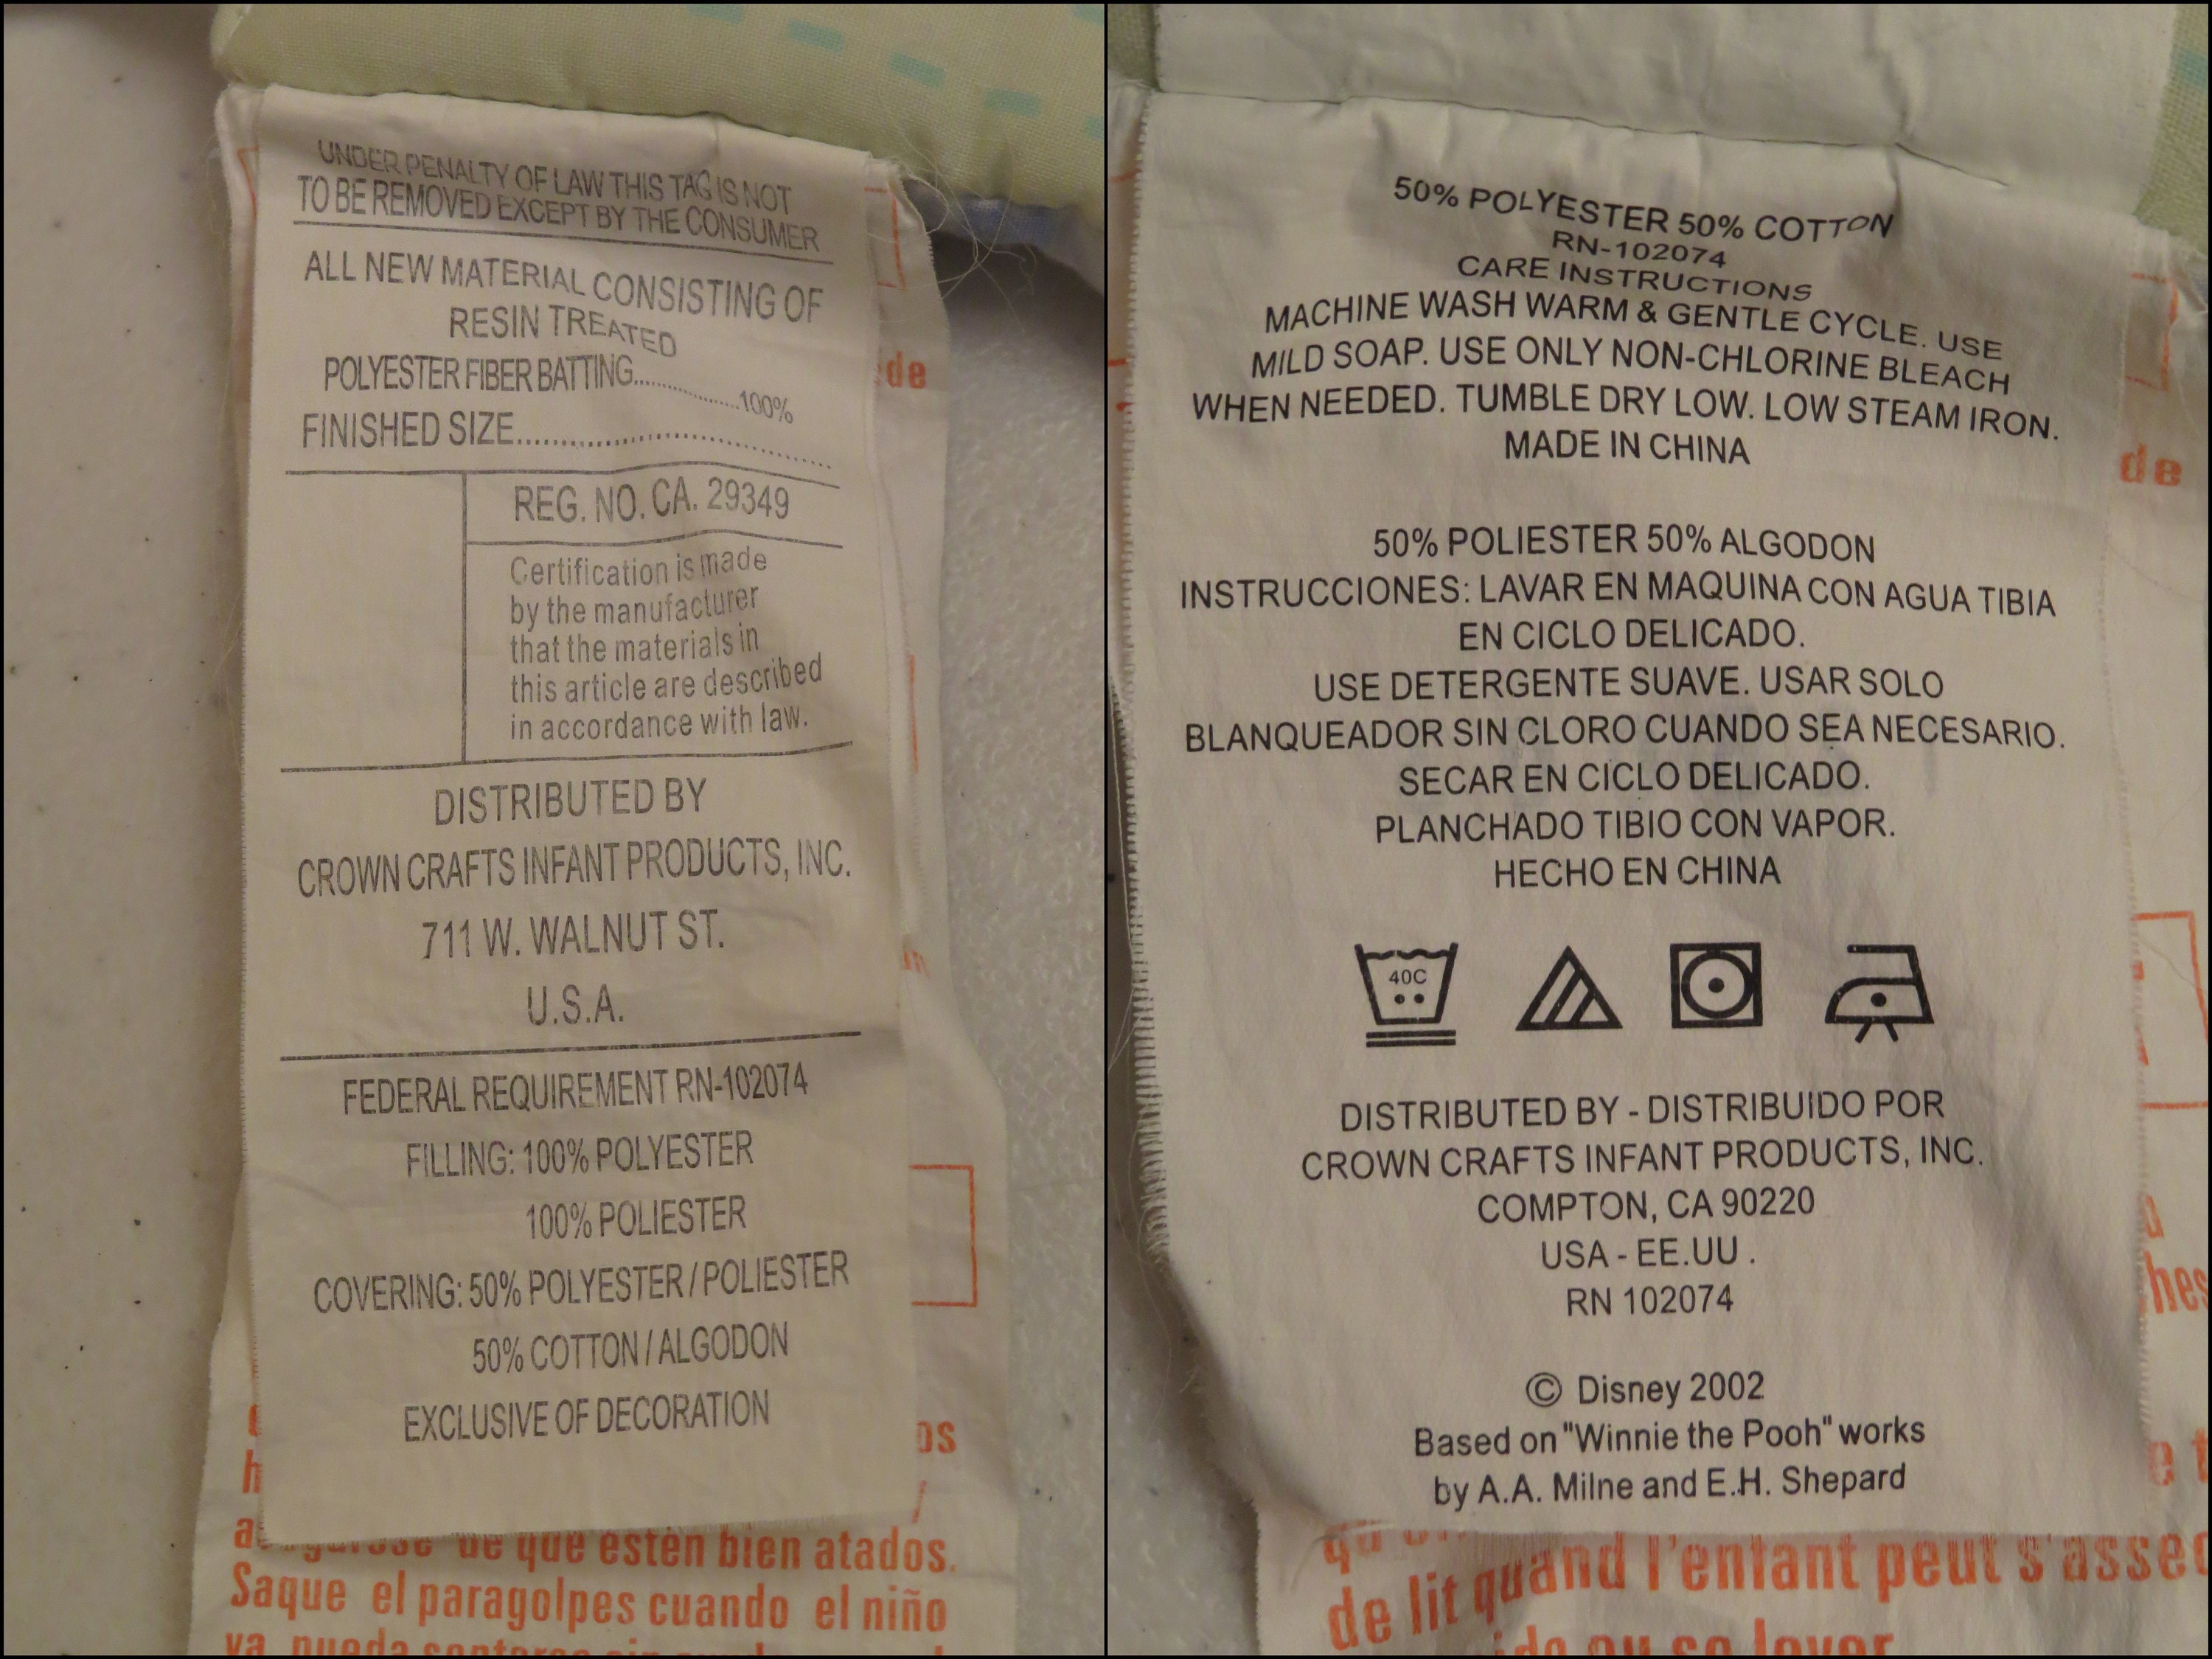 UNDER PENALTY OF LAW THIS TAG IS NOT
TO BE REMOVED EXCEPT BY THE CONSUMER
ALL NEW MATERIAL CONSISTING OF
RESIN TREATED
POLYESTER FIBER BATTING..................100%
FINISHED SIZE..............................
REG. NO. CA. 29349
Certification is made
by the manufacturer
that the materials in
this article are described
in accordance with law.
DISTRIBUTED BY
CROWN CRAFTS INFANT PRODUCTS, INC.
711 W. WALNUT ST.
U.S.A.
FEDERAL REQUIREMENT RN-102074
FILLING: 100% POLYESTER
100% POLIESTER
COVERING: 50% POLYESTER / POLIESTER
50% COTTON / ALGODON
EXCLUSIVE OF DECORATION
de
de que estén bien atados.
Saque el paragolpes cuando el niño
50% POLYESTER 50% COTTON
RN-102074
CARE INSTRUCTIONS
MACHINE WASH WARM & GENTLE CYCLE. USE
MILD SOAP. USE ONLY NON-CHLORINE BLEACH
WHEN NEEDED. TUMBLE DRY LOW. LOW STEAM IRON.
MADE IN CHINA
50% POLIESTER 50% ALGODON
INSTRUCCIONES: LAVAR EN MAQUINA CON AGUA TIBIA
EN CICLO DELICADO.
USE DETERGENTE SUAVE. USAR SOLO
BLANQUEADOR SIN CLORO CUANDO SEA NECESARIO.
SECAR EN CICLO DELICADO.
PLANCHADO TIBIO CON VAPOR.
HECHO EN CHINA
40C
DISTRIBUTED BY - DISTRIBUIDO POR
CROWN CRAFTS INFANT PRODUCTS, INC.
COMPTON, CA 90220
USA - EE.UU .
RN 102074
© Disney 2002
Based on "Winnie the Pooh" works
by A.A. Milne and E.H. Shepard
de
de lit quand l'enfant peut